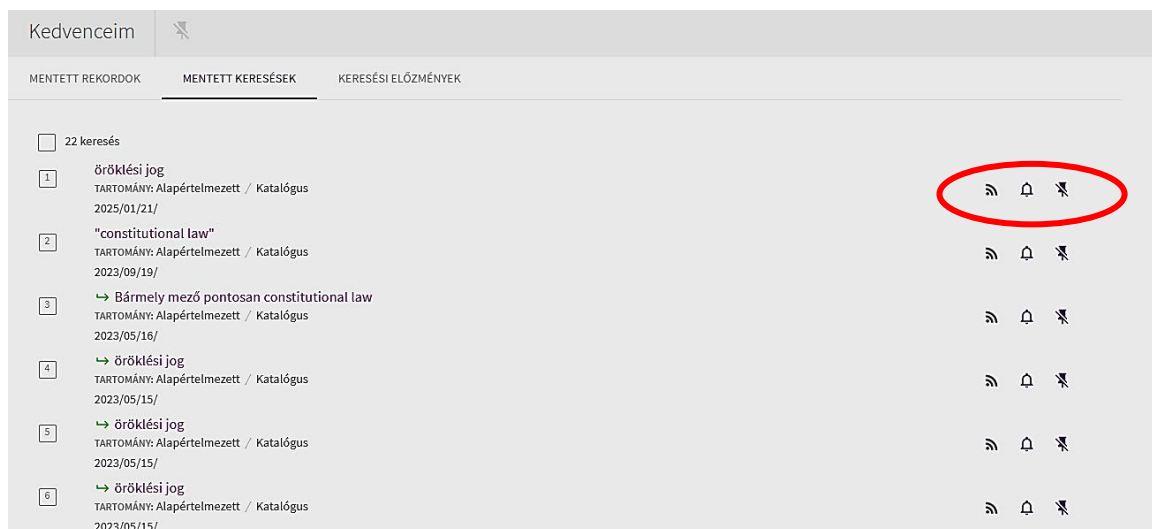 Kedvenceim
MENTETT REKORDOK MENTETT KERESÉSEK KERESÉSI ELŐZMÉNYEK
22 keresés
1 öröklési jog
TARTOMÁNY: Alapértelmezett / Katalógus
2025/01/21/
2 "constitutional law"
TARTOMÁNY: Alapértelmezett / Katalógus
2023/09/19/
3 Bármely mező pontosan constitutional law
TARTOMÁNY: Alapértelmezett / Katalógus
2023/05/16/
4 öröklési jog
TARTOMÁNY: Alapértelmezett / Katalógus
2023/05/15/
5 öröklési jog
TARTOMÁNY: Alapértelmezett / Katalógus
2023/05/15/
6 öröklési jog
TARTOMÁNY: Alapértelmezett / Katalógus
2023/05/15/